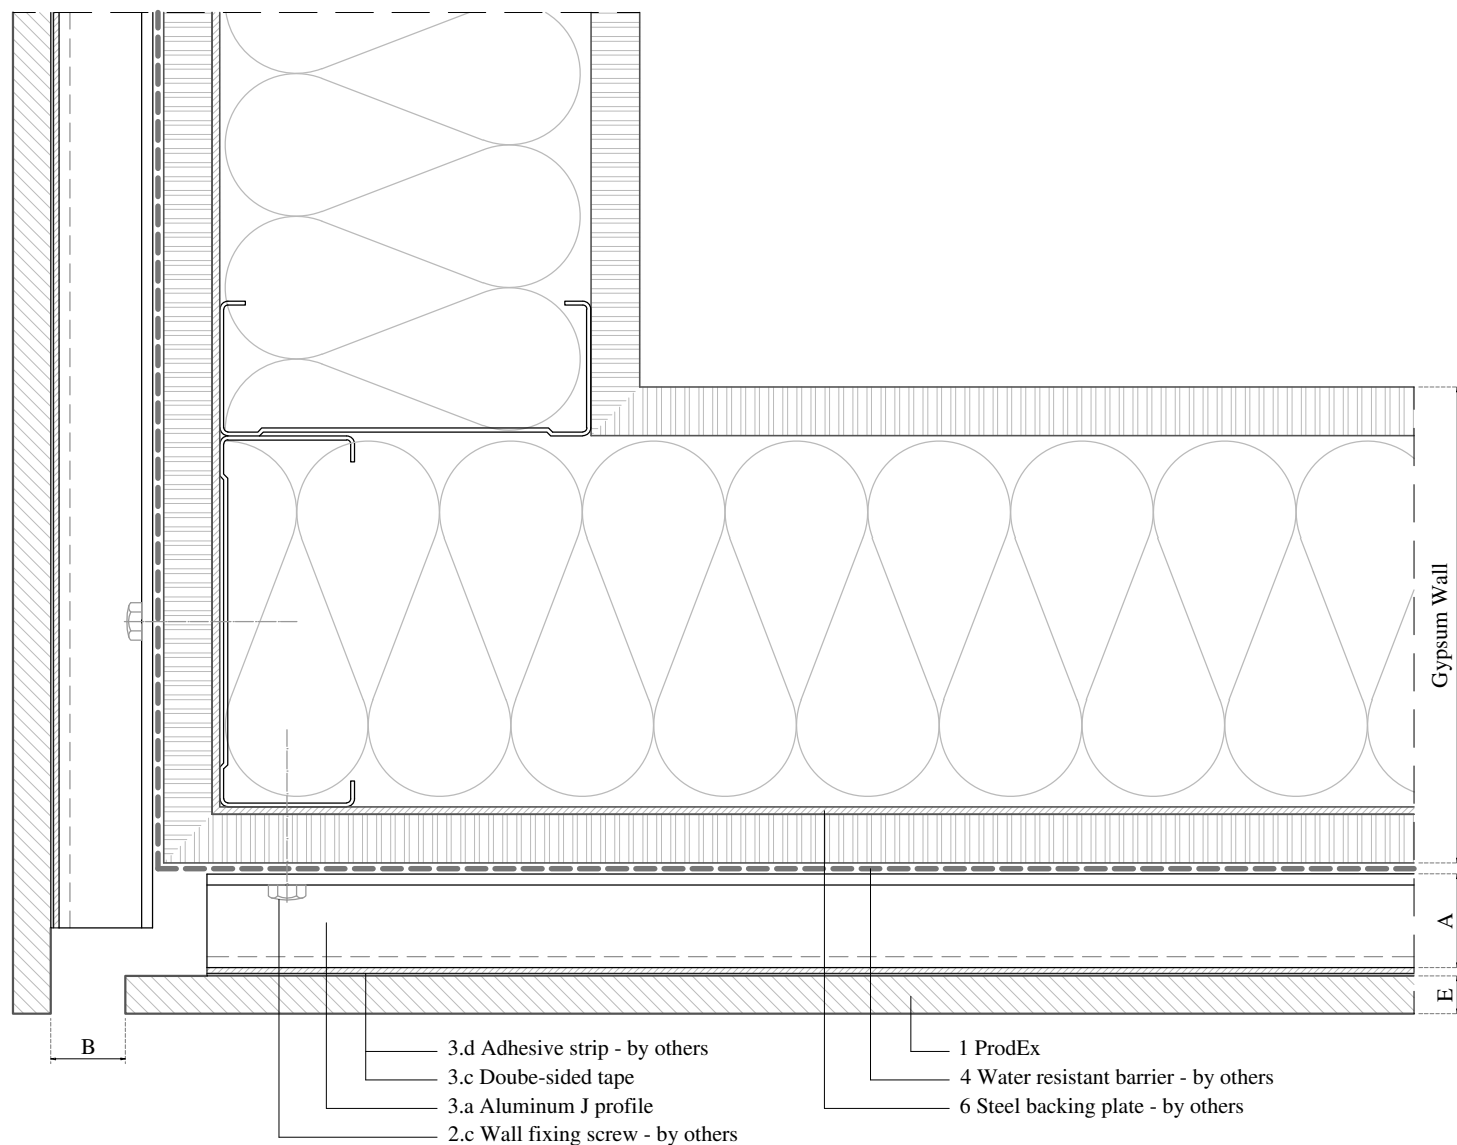 Gypsum Wall
A
E
B
3.d Adhesive strip - by others
3.c Doube-sided tape
3.a Aluminum J profile
2.c Wall fixing screw - by others
1 ProdEx
4 Water resistant barrier - by others
6 Steel backing plate - by others